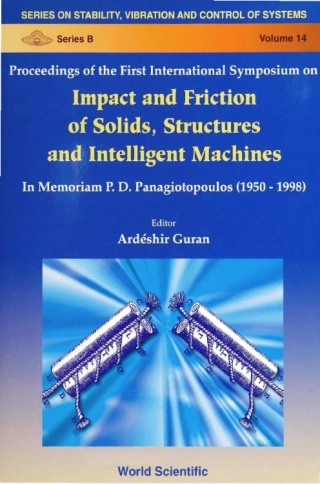 SERIES ON STABILITY, VIBRATION AND CONTROL OF SYSTEMS
Series B Volume 14
Proceedings of the First International Symposium on
Impact and Friction
of Solids, Structures
and Intelligent Machines
In Memoriam P. D. Panagiotopoulos (1950 - 1998)
Editor
Ardéshir Guran
World Scientific